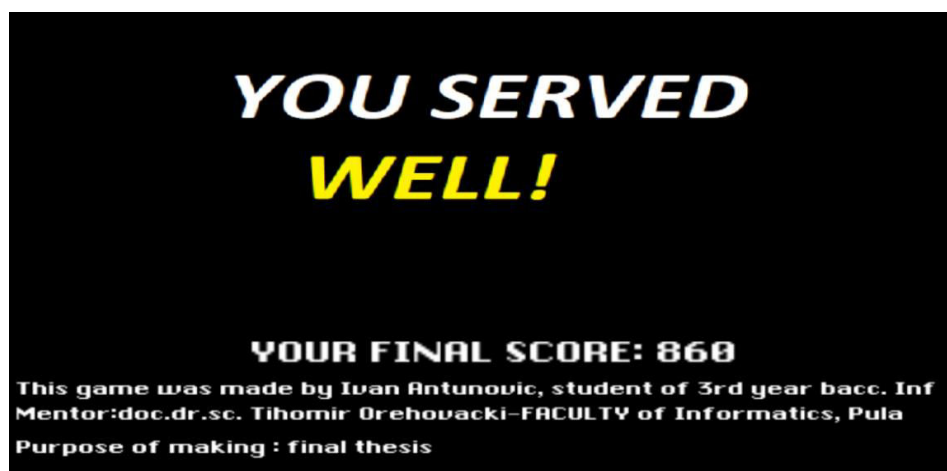 YOU SERVED
WELL!
YOUR FINAL SCORE: 860
This game was made by Ivan Antunovic, student of 3rd year bacc. Inf
Mentor:doc.dr.sc. Tihomir Orehovacki-FACULTY of Informatics, Pula
Purpose of making : final thesis